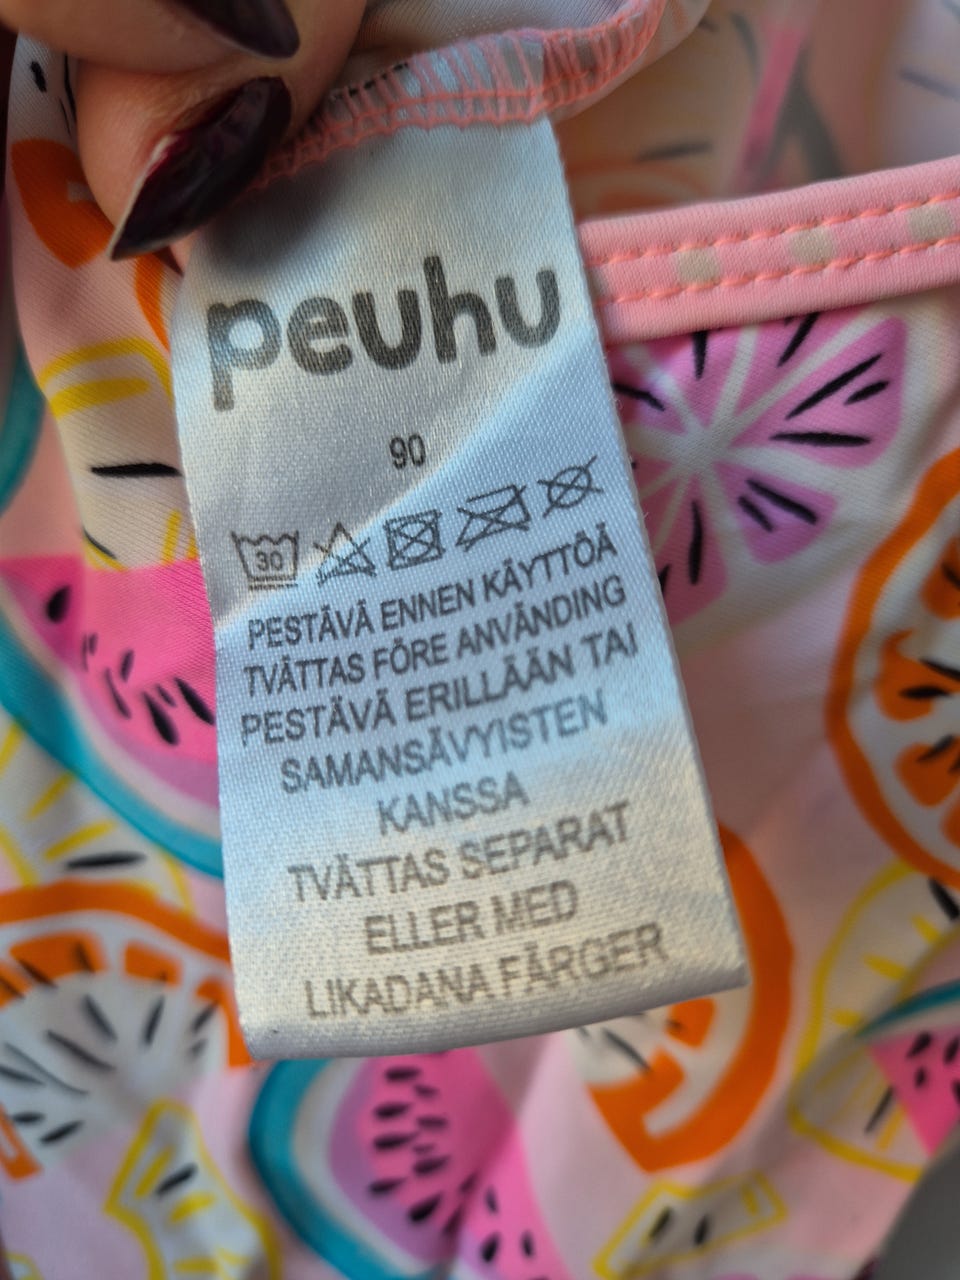 peuhu
90
30
PESTÄVÄ ENNEN KÄYTTÖÄ
TVÄTTAS FÖRE ANVÄNDING
PESTÄVÄ ERILLÄÄN TAI
SAMANSÄVYISTEN
KANSSA
TVÄTTAS SEPARAT
ELLER MED
LIKADANA FÄRGER